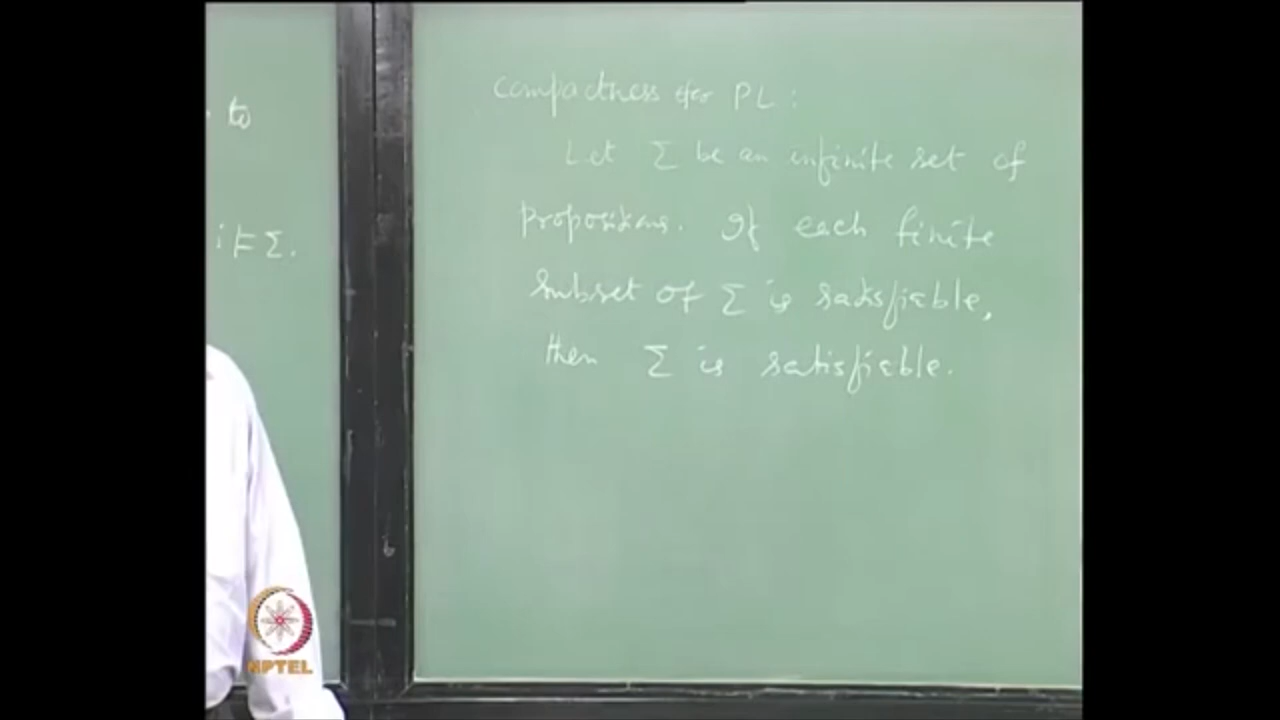 to
i ⊨ Σ.
compactness for PL :
Let Σ be an infinite set of
propositions. If each finite
subset of Σ is satisfiable,
then Σ is satisfiable.
NPTEL